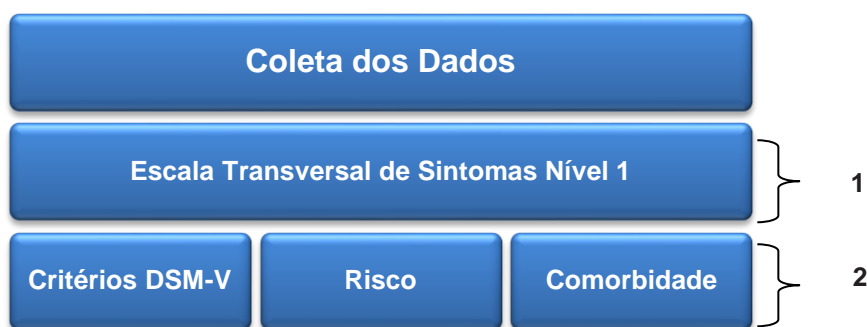 Coleta dos Dados
Escala Transversal de Sintomas Nível 1
1
Critérios DSM-V
Risco
Comorbidade
2